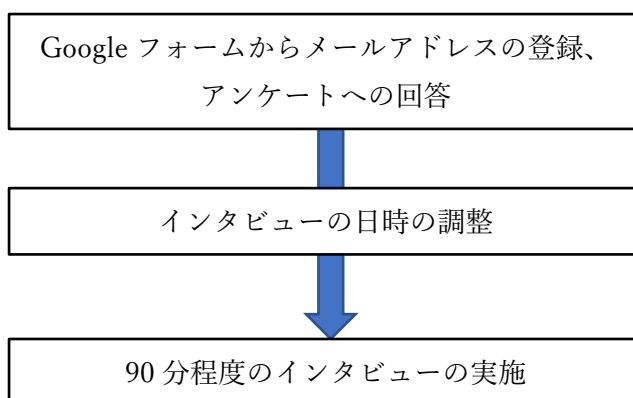 Google フォームからメールアドレスの登録、
アンケートへの回答
インタビューの日時の調整
90 分程度のインタビューの実施